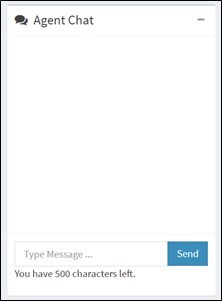 Agent Chat
Type Message ...
Send
You have 500 characters left.